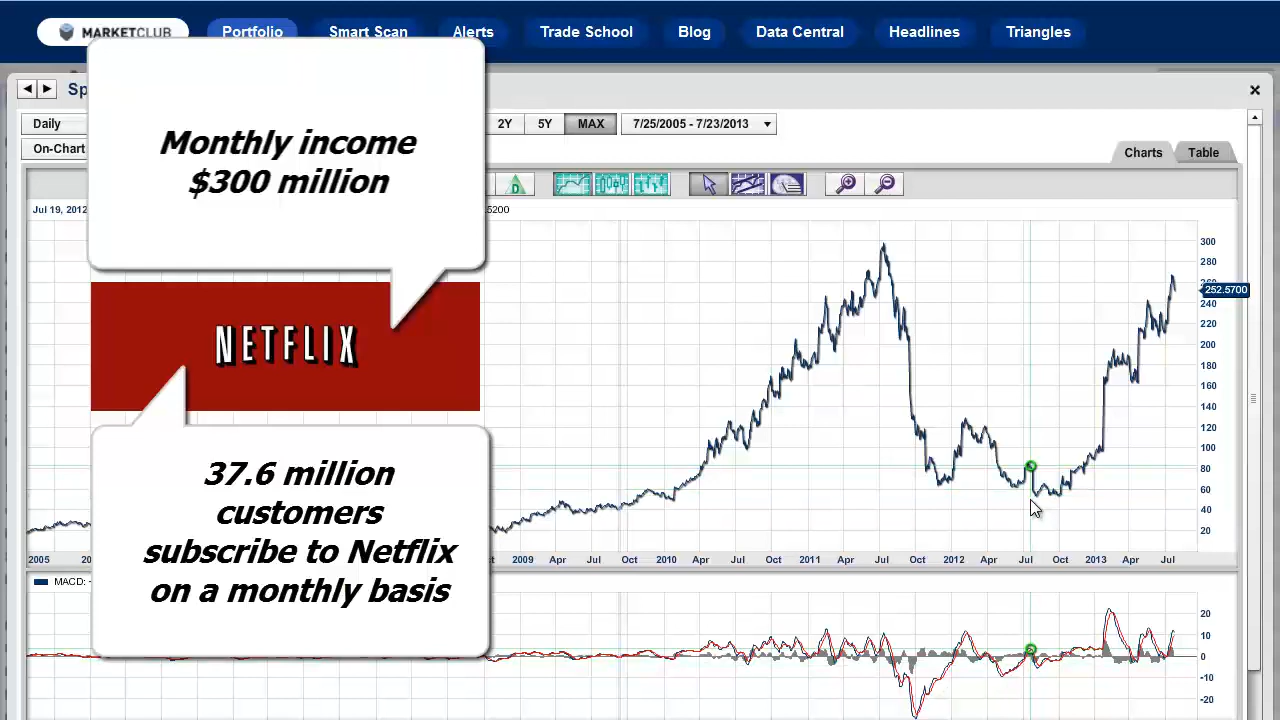 MARKETCLUB
Portfolio
Smart Scan
Alerts
Trade School
Blog
Data Central
Headlines
Triangles
Sp
Daily
2Y
5Y
MAX
7/25/2005 - 7/23/2013
On-Chart
Charts
Table
D
Jul 19, 2012
5200
Monthly income
$300 million
NETFLIX
37.6 million
customers
subscribe to Netflix
on a monthly basis
300
280
252.5700
240
220
200
180
160
140
120
100
80
60
40
20
2005
2009
Apr
Jul
Oct
2010
Apr
Jul
Oct
2011
Apr
Jul
Oct
2012
Apr
Jul
Oct
2013
Apr
Jul
MACD:
20
10
0
-10
-20